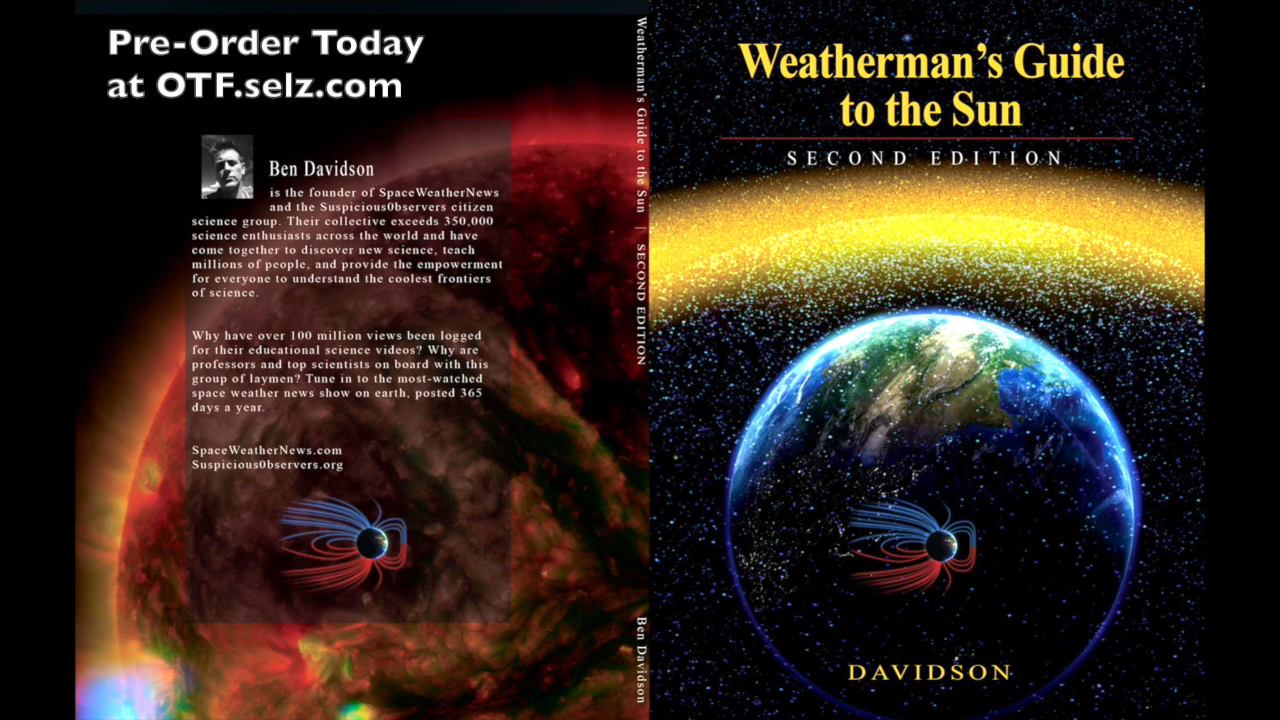 Pre-Order Today
at OTF.selz.com
Ben Davidson
is the founder of SpaceWeatherNews
and the Suspicious0bservers citizen
science group. Their collective exceeds 350,000
science enthusiasts across the world and have
come together to discover new science, teach
millions of people, and provide the empowerment
for everyone to understand the coolest frontiers
of science.
Why have over 100 million views been logged
for their educational science videos? Why are
professors and top scientists on board with this
group of laymen? Tune in to the most-watched
space weather news show on earth, posted 365
days a year.
SpaceWeatherNews.com
Suspicious0bservers.org
Weatherman's Guide to the Sun | SECOND EDITION
Ben Davidson
Weatherman's Guide
to the Sun
SECOND EDITION
DAVIDSON